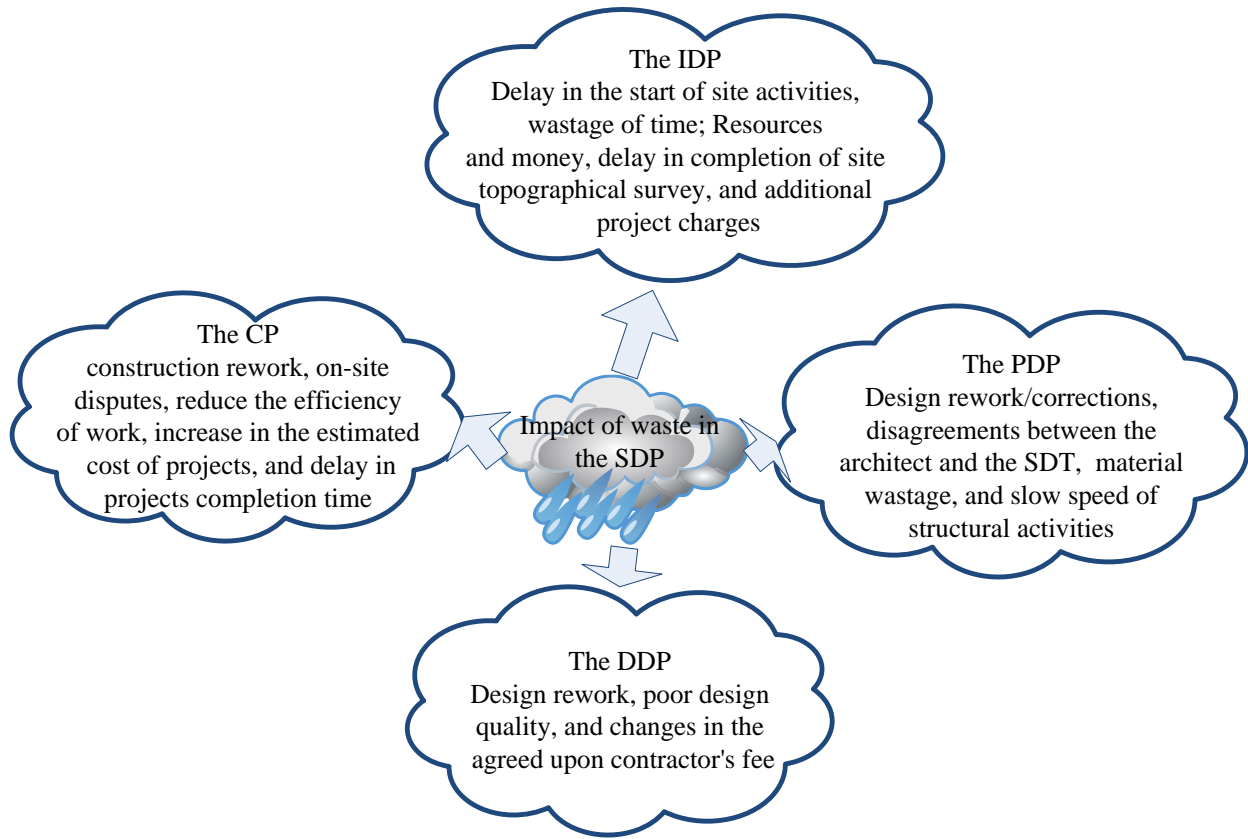 The IDP
Delay in the start of site activities,
wastage of time; Resources
and money, delay in completion of site
topographical survey, and additional
project charges
The CP
construction rework, on-site
disputes, reduce the efficiency
of work, increase in the estimated
cost of projects, and delay in
projects completion time
Impact of waste in
the SDP
The PDP
Design rework/corrections,
disagreements between the
architect and the SDT, material
wastage, and slow speed of
structural activities
The DDP
Design rework, poor design
quality, and changes in the
agreed upon contractor's fee